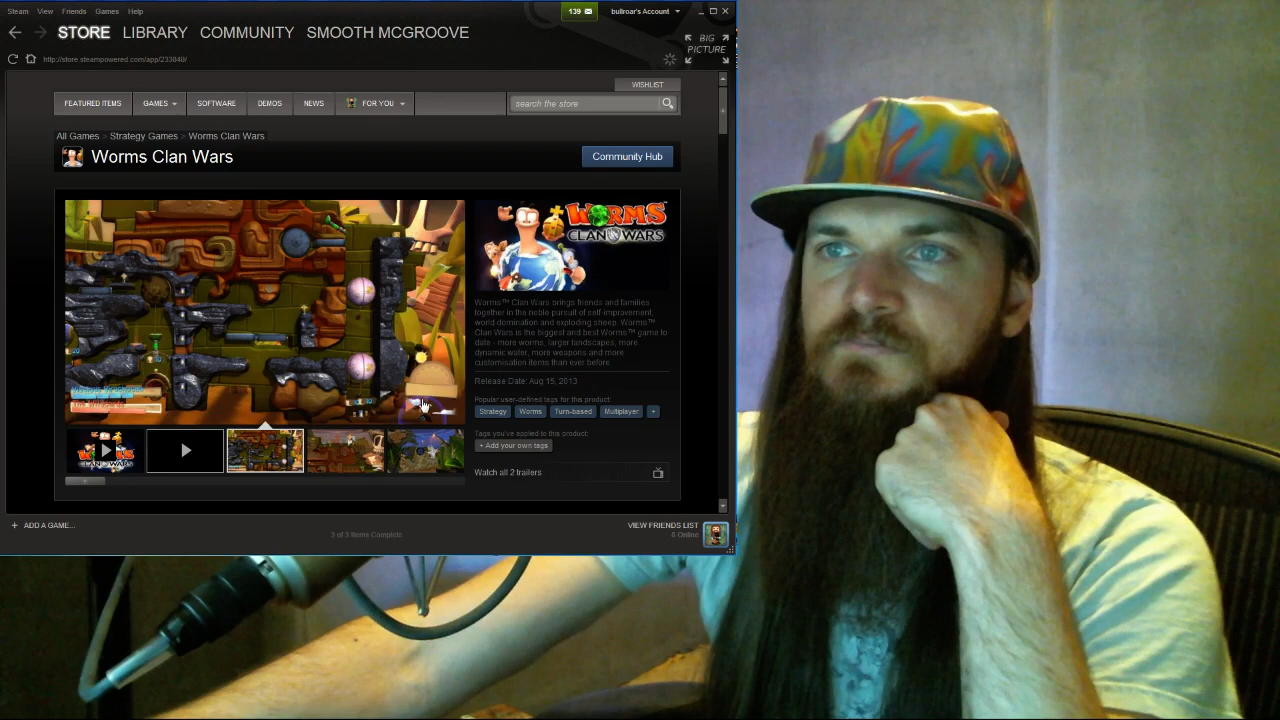 Steam View Friends Games Help
139
bullroar's Account
STORE LIBRARY COMMUNITY SMOOTH MCGROOVE
BIG
PICTURE
http://store.steampowered.com/app/233840/
WISHLIST
FEATURED ITEMS GAMES SOFTWARE DEMOS NEWS FOR YOU
search the store
All Games > Strategy Games > Worms Clan Wars
Worms Clan Wars
Community Hub
WORMS
CLAN WARS
Worms™ Clan Wars brings friends and families
together in the noble pursuit of self-improvement,
world domination and exploding sheep. Worms™
Clan Wars is the biggest and best Worms™ game to
date - more worms, larger landscapes, more
dynamic water, more weapons and more
customisation items than ever before.
Release Date: Aug 15, 2013
Popular user-defined tags for this product:
Strategy Worms Turn-based Multiplayer +
Tags you've applied to this product:
+ Add your own tags
Watch all 2 trailers
+ ADD A GAME...
3 of 3 Items Complete
VIEW FRIENDS LIST
6 Online